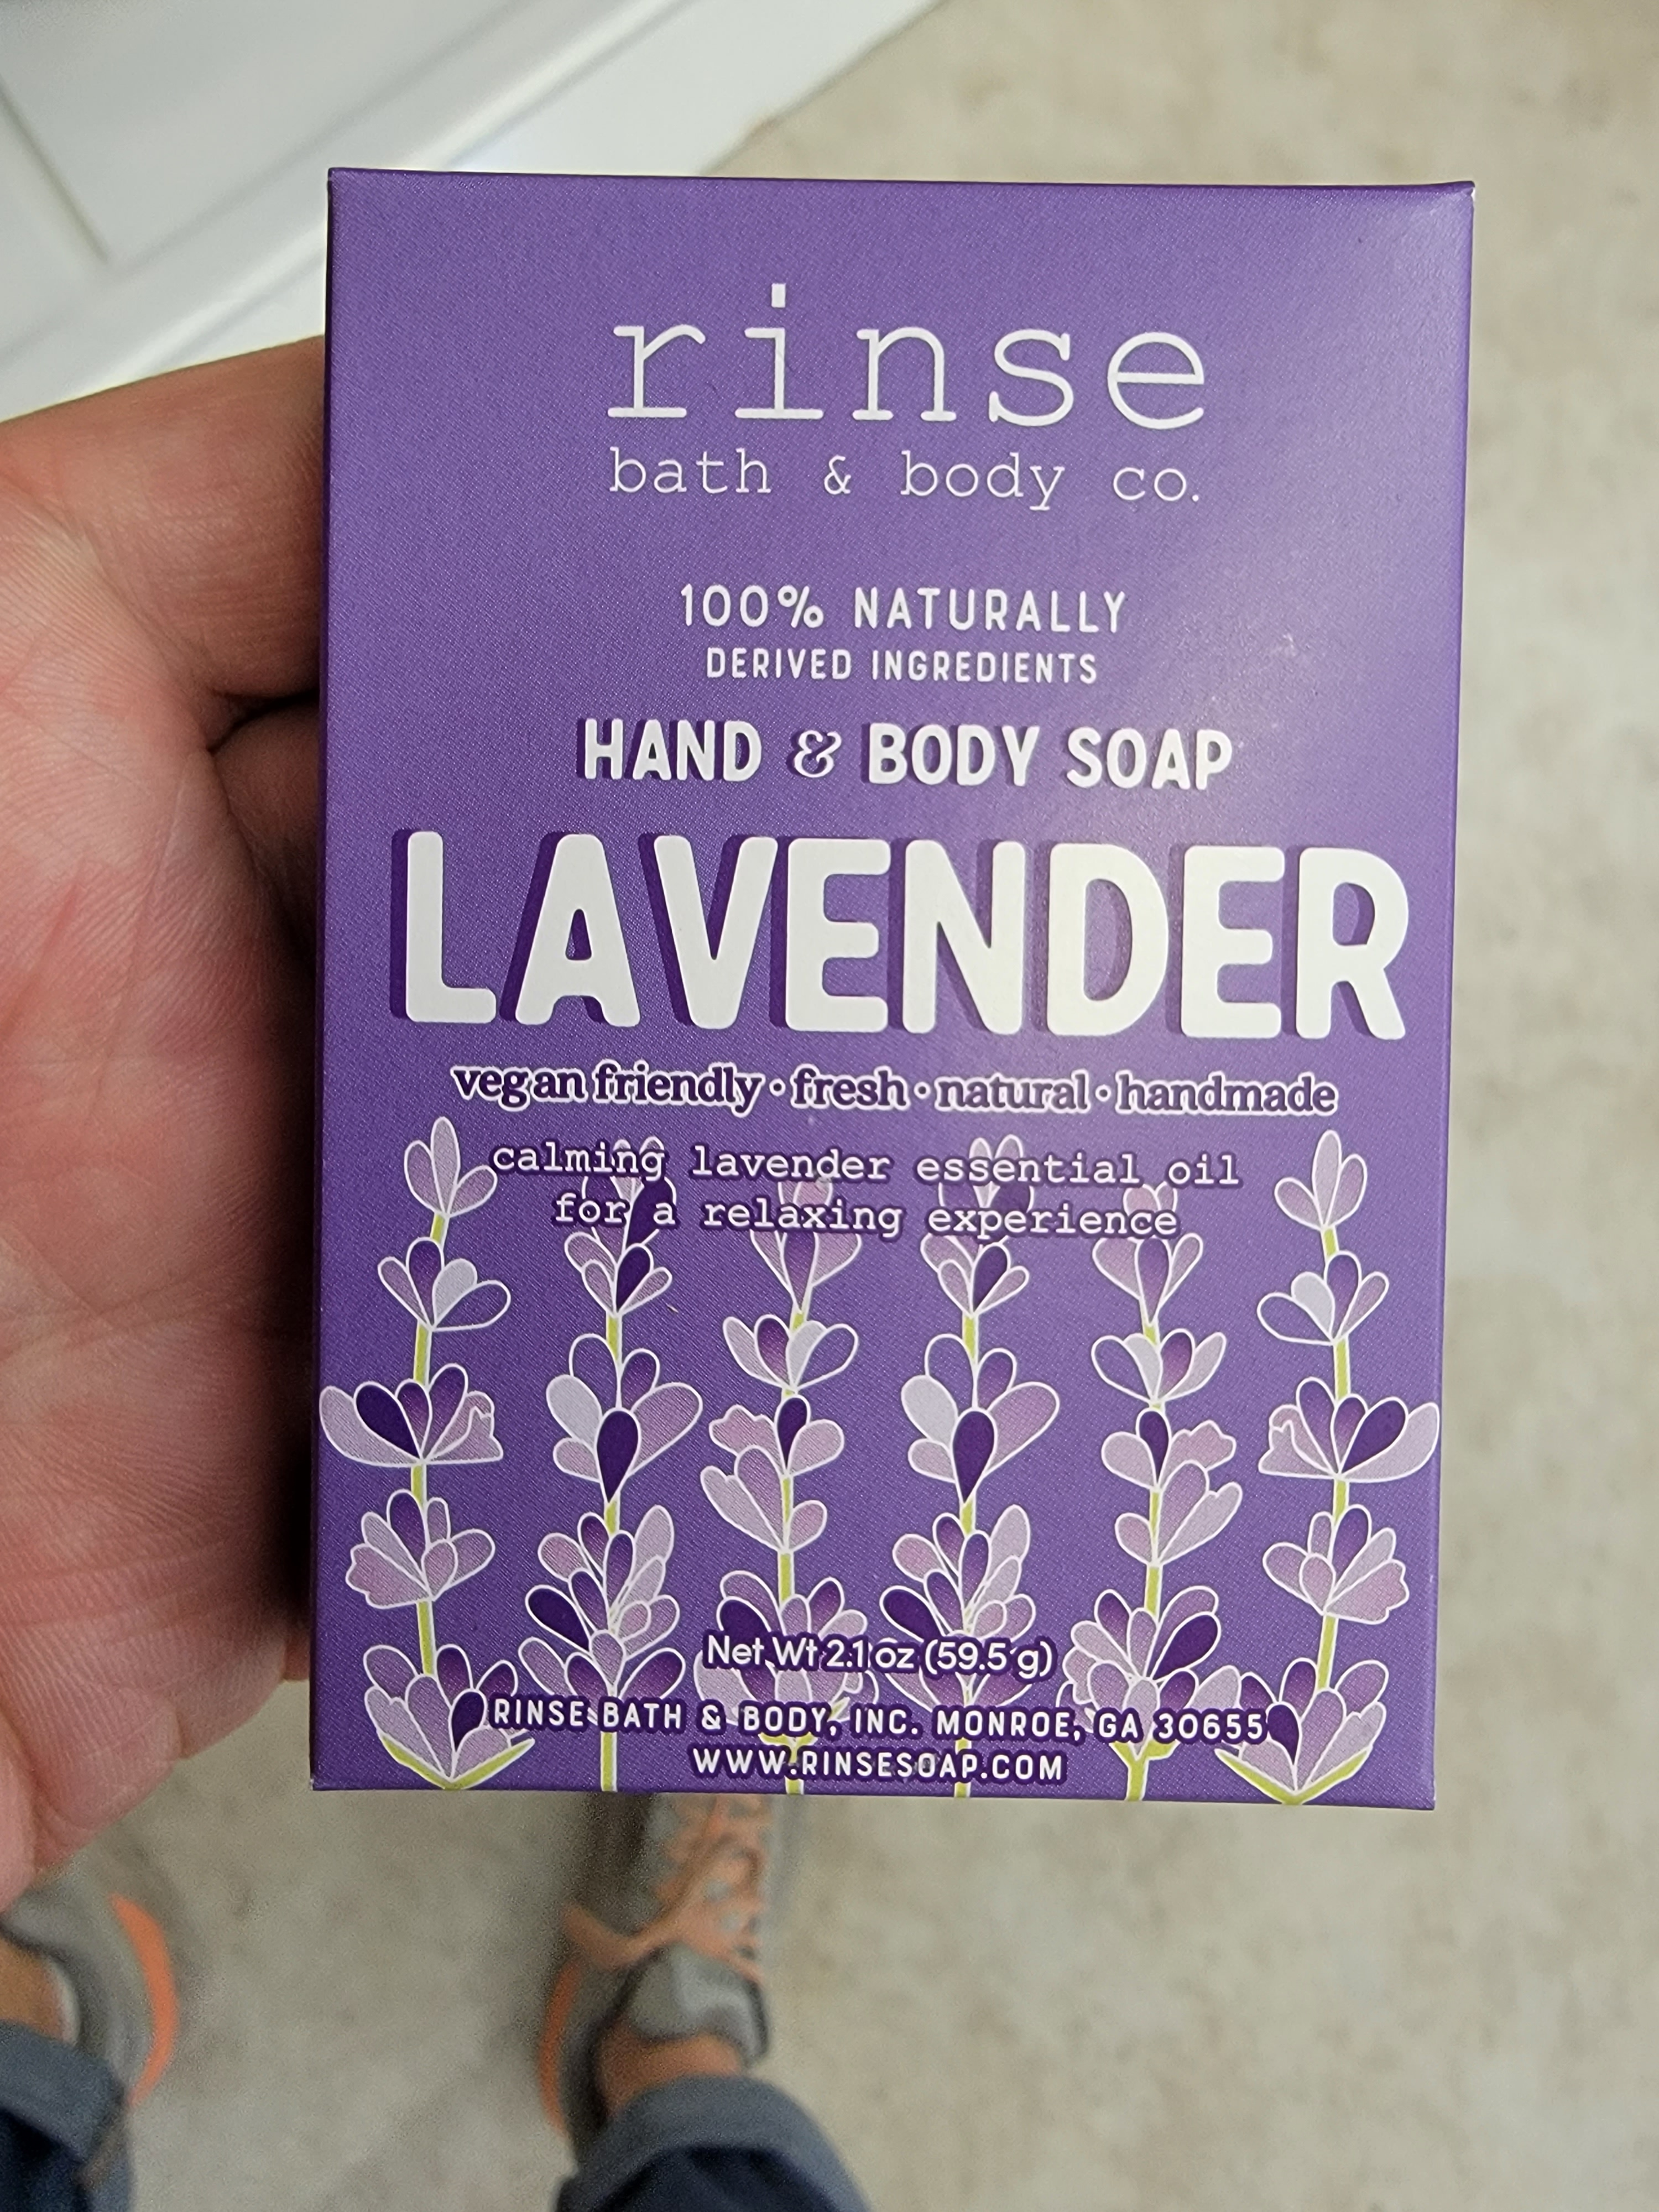 rinse
bath & body co.
100% NATURALLY
DERIVED INGREDIENTS
HAND & BODY SOAP
LAVENDER
vegan friendly • fresh • natural • handmade
calming lavender essential oil
for a relaxing experience
Net Wt 2.1 oz (59.5 g)
RINSE BATH & BODY, INC. MONROE, GA 30655
WWW.RINSESOAP.COM